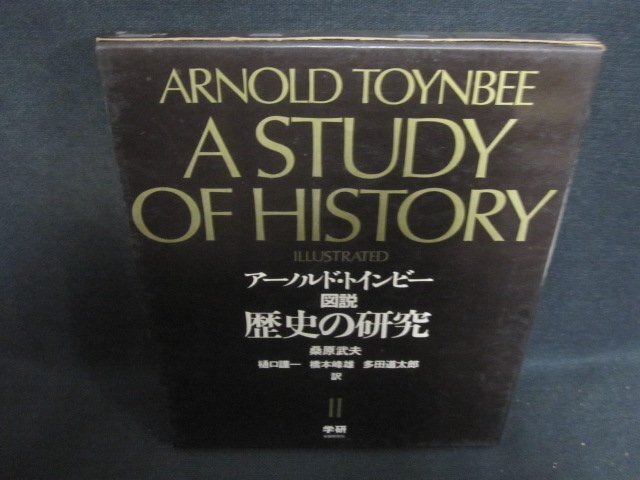 ARNOLD TOYNBEE
A STUDY
OF HISTORY
ILLUSTRATED
アーノルド・トインビー
図説
歴史の研究
桑原武夫
樋口謹一 橋本峰雄 多田道太郎
訳
II
学研